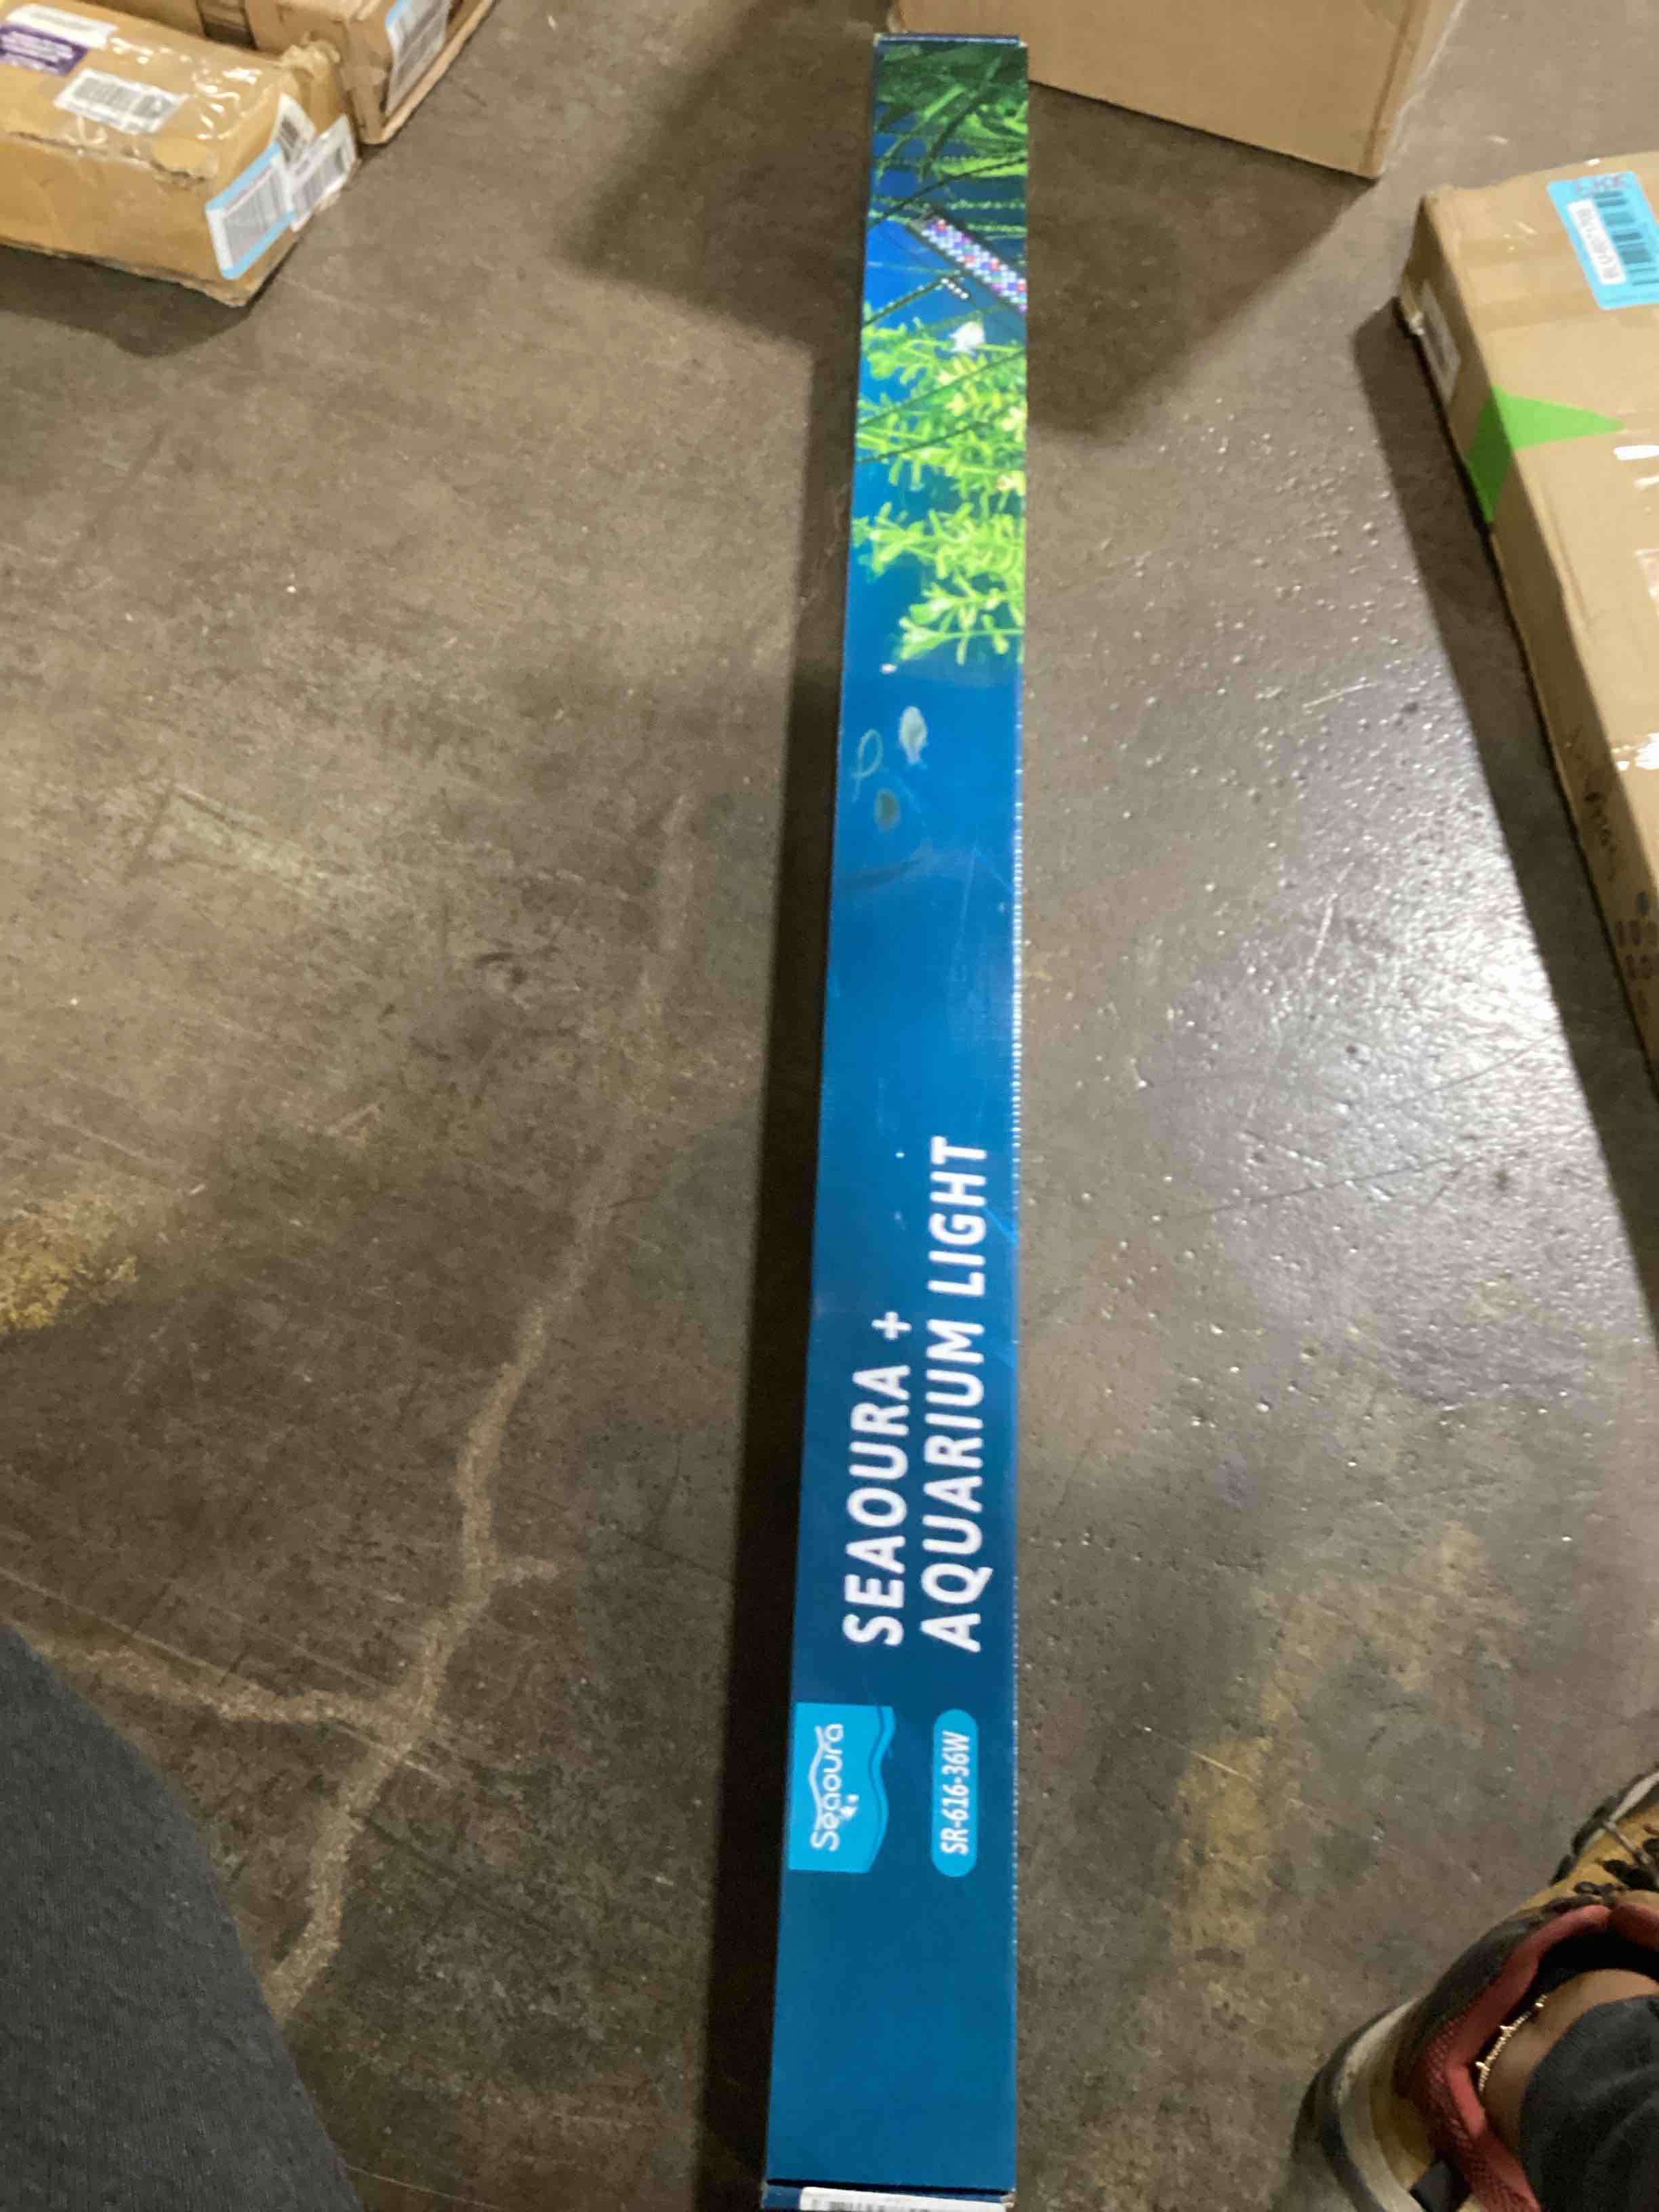 SEAOURA +
AQUARIUM LIGHT
Seaoura
SR-616-36W